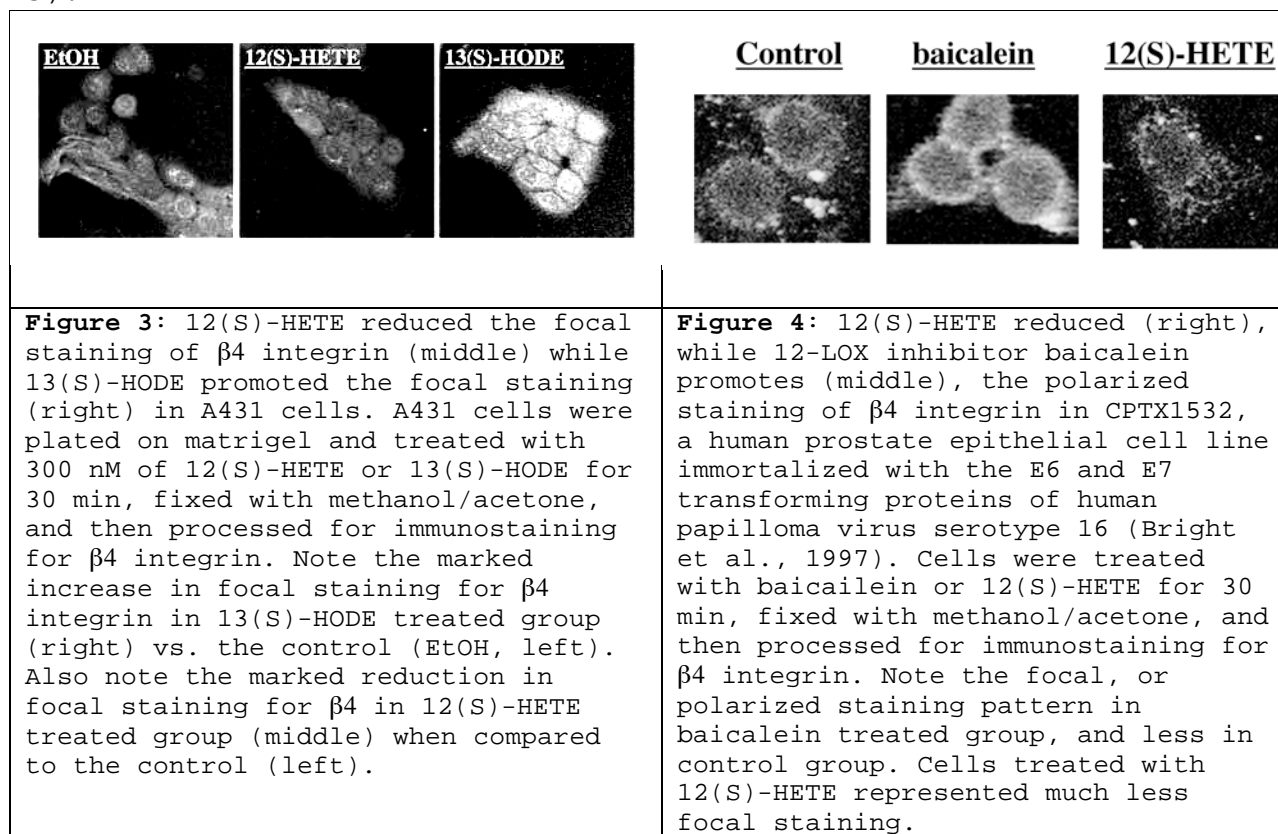 EtOH 12(S)-HETE 13(S)-HODE
Control baicalein 12(S)-HETE
Figure 3: 12(S)-HETE reduced the focal
staining of β4 integrin (middle) while
13(S)-HODE promoted the focal staining
(right) in A431 cells. A431 cells were
plated on matrigel and treated with
300 nM of 12(S)-HETE or 13(S)-HODE for
30 min, fixed with methanol/acetone,
and then processed for immunostaining
for β4 integrin. Note the marked
increase in focal staining for β4
integrin in 13(S)-HODE treated group
(right) vs. the control (EtOH, left).
Also note the marked reduction in
focal staining for β4 in 12(S)-HETE
treated group (middle) when compared
to the control (left).
Figure 4: 12(S)-HETE reduced (right),
while 12-LOX inhibitor baicalein
promotes (middle), the polarized
staining of β4 integrin in CPTX1532,
a human prostate epithelial cell line
immortalized with the E6 and E7
transforming proteins of human
papilloma virus serotype 16 (Bright
et al., 1997). Cells were treated
with baicailein or 12(S)-HETE for 30
min, fixed with methanol/acetone, and
then processed for immunostaining for
β4 integrin. Note the focal, or
polarized staining pattern in
baicalein treated group, and less in
control group. Cells treated with
12(S)-HETE represented much less
focal staining.